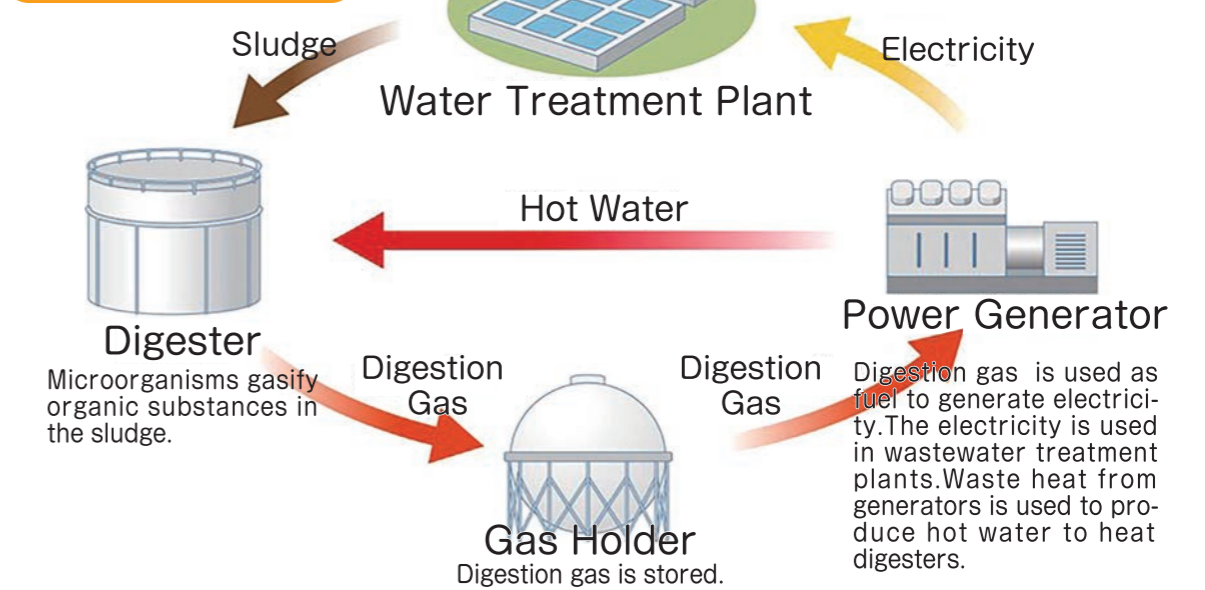 Sludge
Electricity
Water Treatment Plant
Hot Water
Digester
Microorganisms gasify
organic substances in
the sludge.
Digestion
Gas
Digestion
Gas
Power Generator
Digestion gas is used as
fuel to generate electrici-
ty.The electricity is used
in wastewater treatment
plants.Waste heat from
generators is used to pro-
duce hot water to heat
digesters.
Gas Holder
Digestion gas is stored.